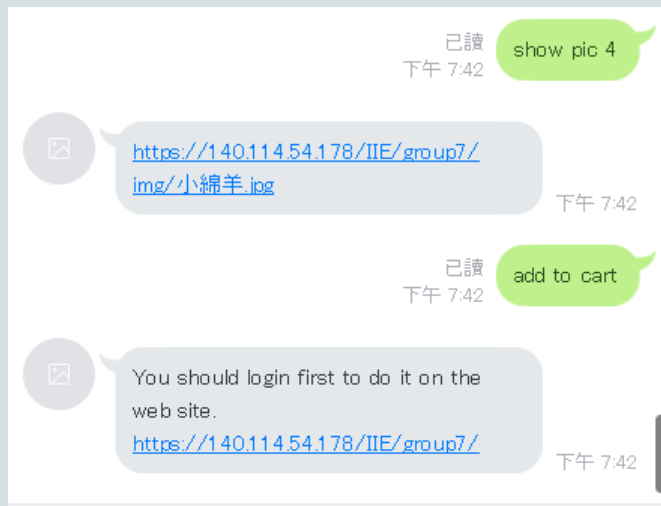 已讀
下午 7:42
show pic 4
https://140.114.54.178/IIE/group7/
img/小綿羊.jpg
下午 7:42
已讀
下午 7:42
add to cart
You should login first to do it on the
web site.
https://140.114.54.178/IIE/group7/
下午 7:42